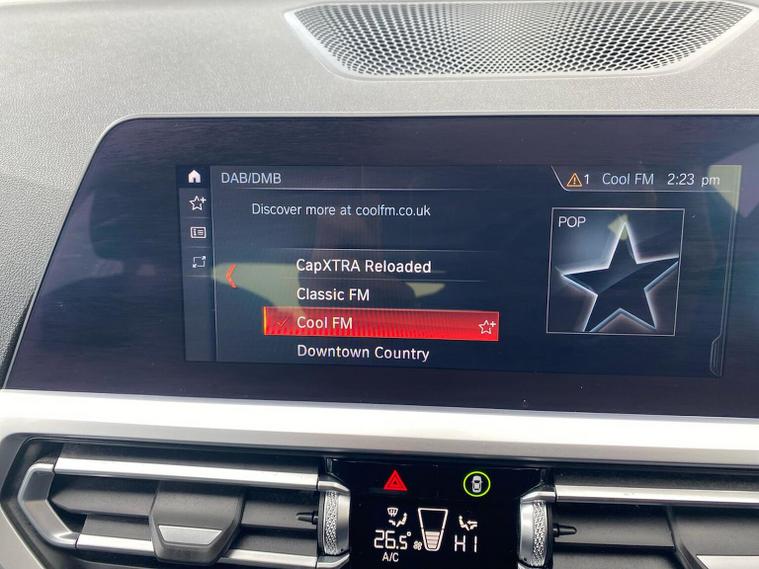 DAB/DMB
1 Cool FM 2:23 pm
Discover more at coolfm.co.uk
POP
CapXTRA Reloaded
Classic FM
Cool FM
Downtown Country
26.5°
A/C
HI